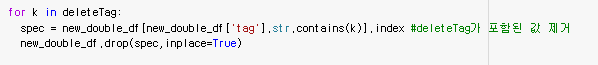 for k in deleteTag:
  spec = new_double_df[new_double_df['tag'].str.contains(k)].index #deleteTag가 포함된 값 제거
  new_double_df.drop(spec,inplace=True)